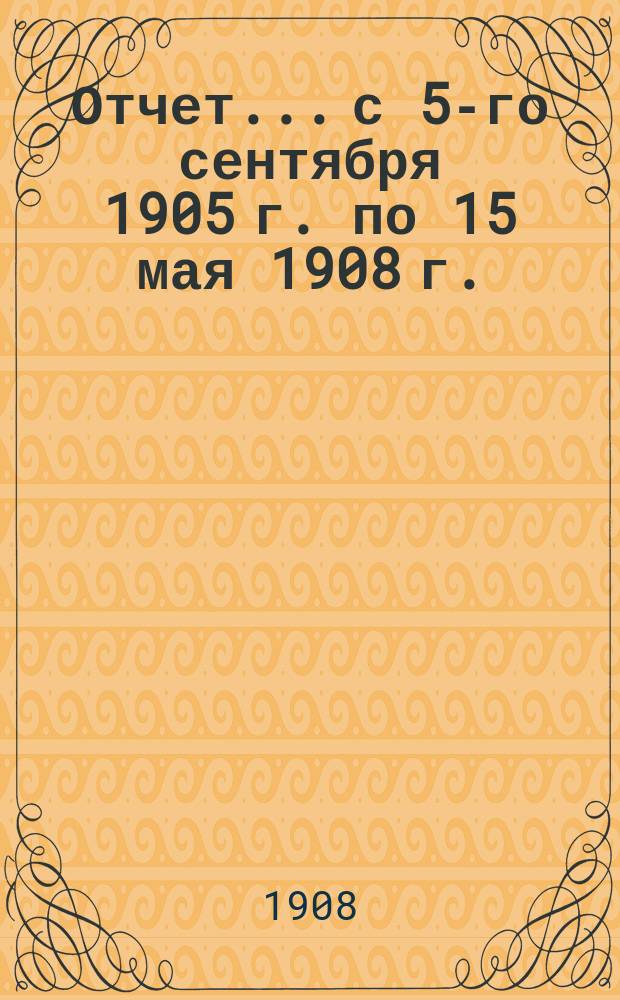 Отчет... с 5-го
сентября
1905 г. по 15
мая 1908 г.
1908